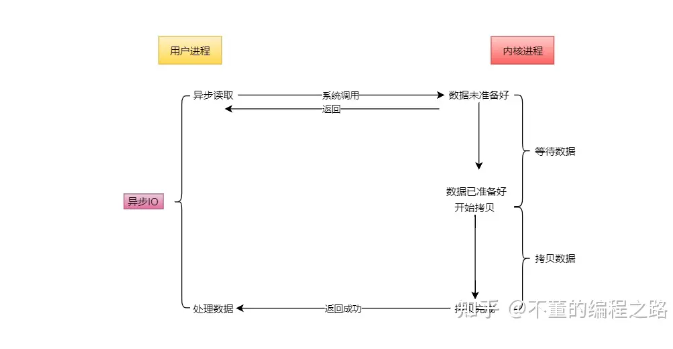 用户进程
内核进程
异步读取
系统调用
数据未准备好
返回
等待数据
数据已准备好
开始拷贝
异步IO
拷贝数据
处理数据
返回成功
拷贝完成
知乎 @不董的编程之路